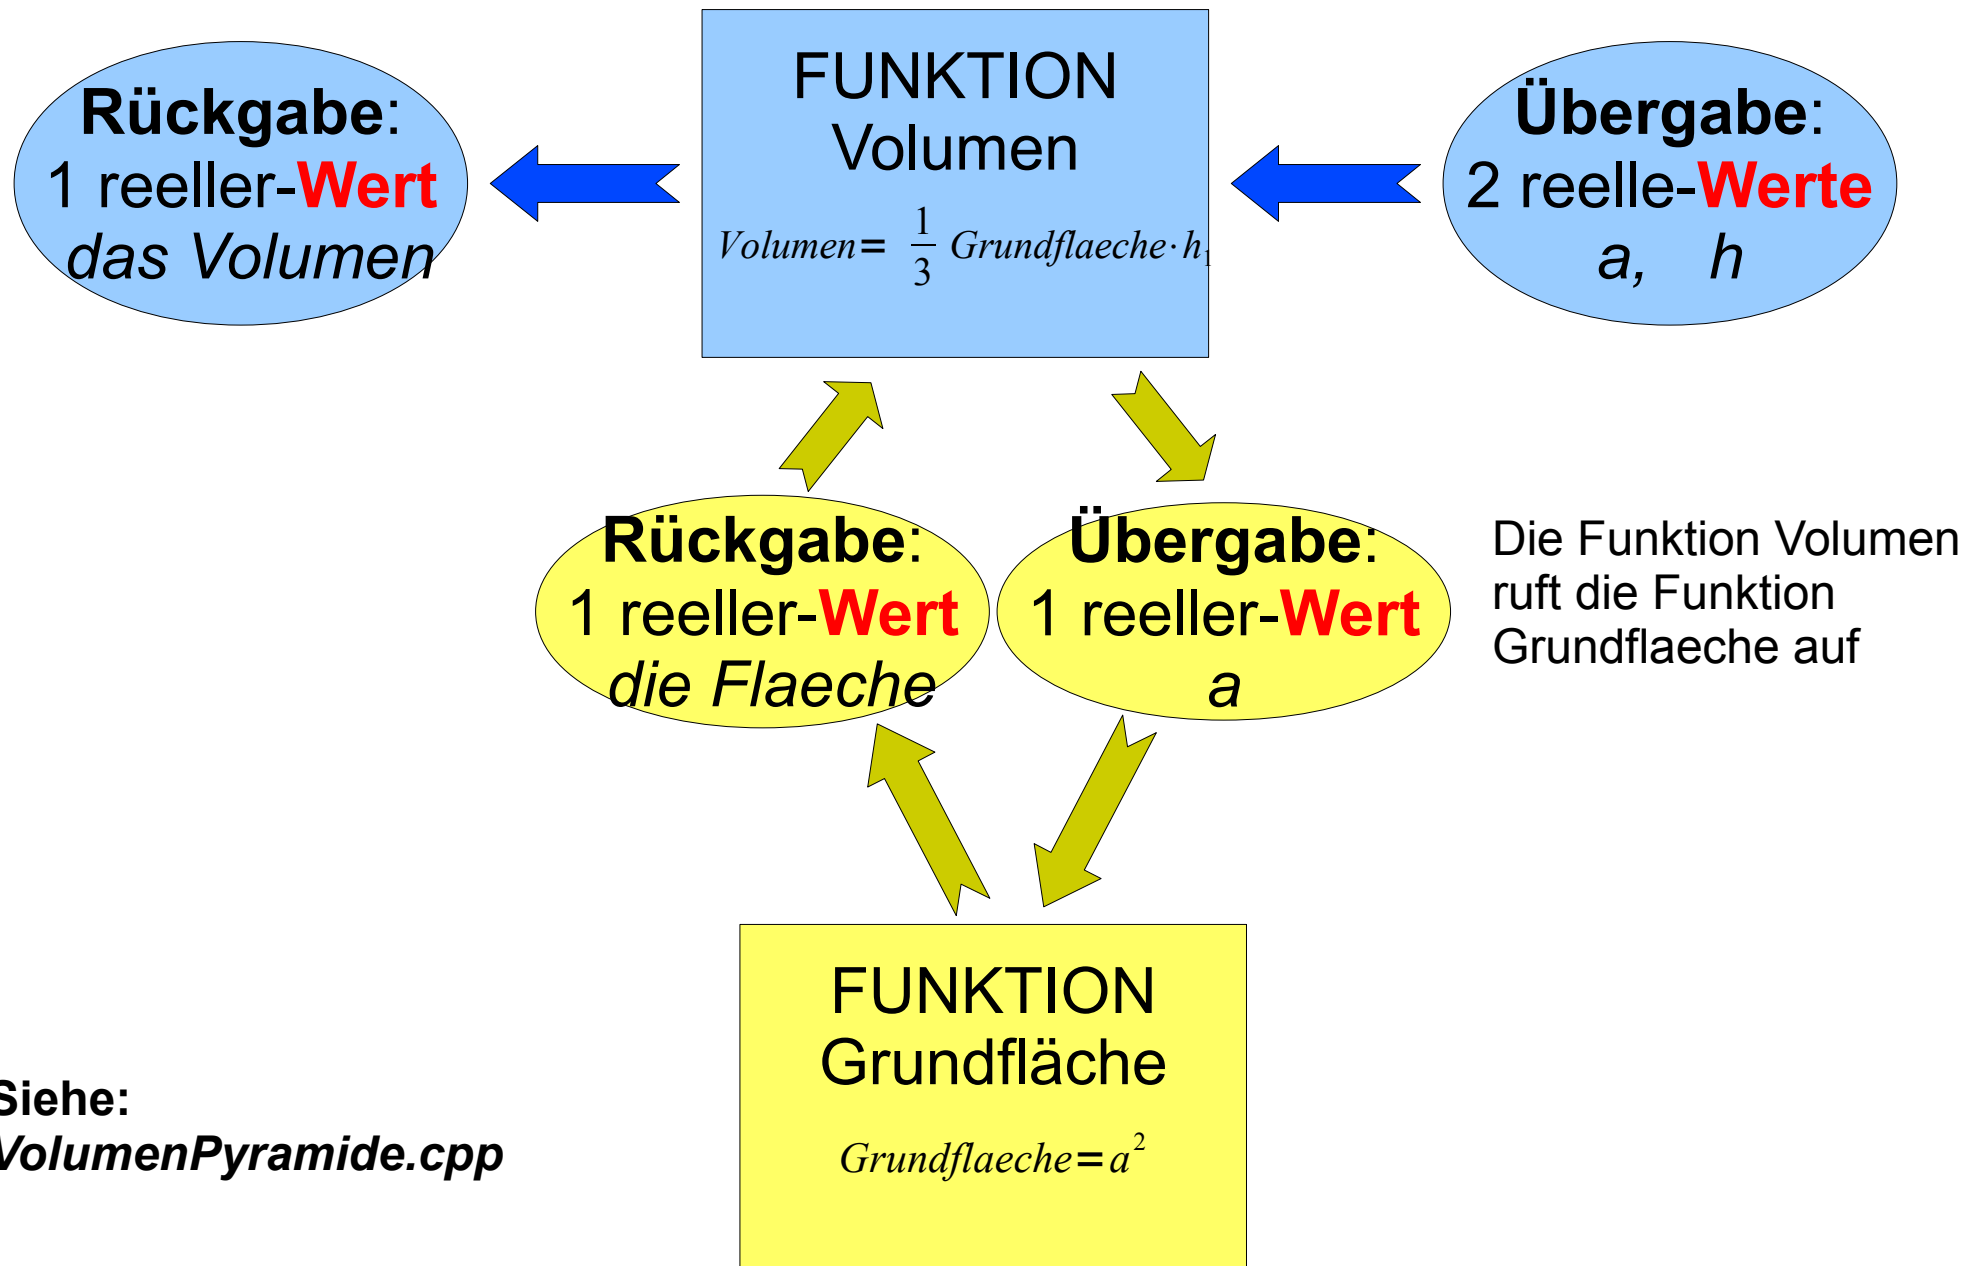 Rückgabe:
1 reeller-Wert
das Volumen
FUNKTION
Volumen
Volumen = 1/3 Grundflaeche · h₁
Übergabe:
2 reelle-Werte
a, h
Rückgabe:
1 reeller-Wert
die Flaeche
Übergabe:
1 reeller-Wert
a
Die Funktion Volumen
ruft die Funktion
Grundflaeche auf
FUNKTION
Grundfläche
Grundflaeche = a²
Siehe:
VolumenPyramide.cpp